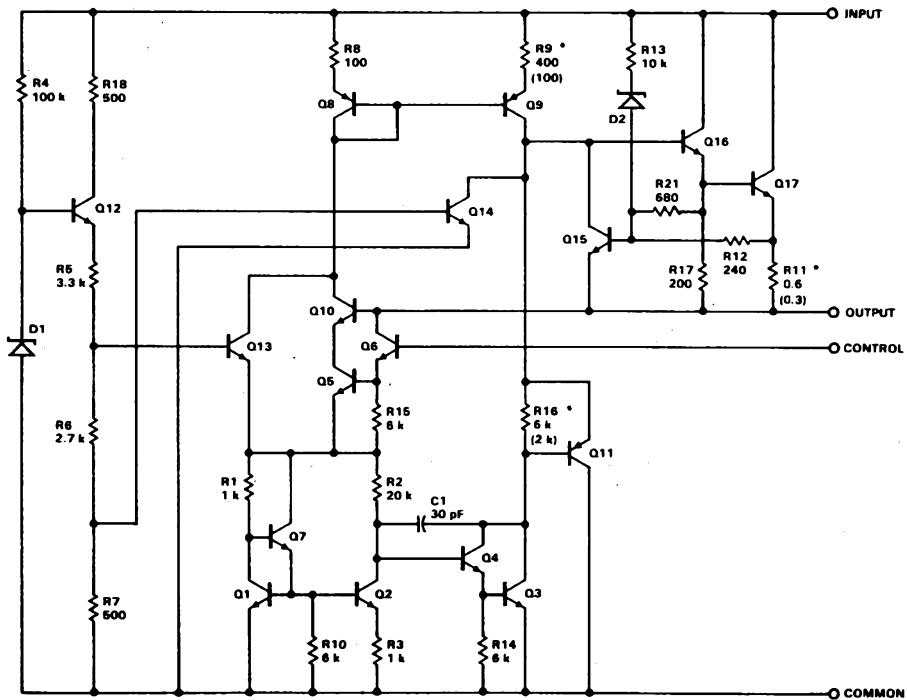 INPUT
R8
100
R9 *
400
(100)
R13
10 k
R4
100 k
R18
500
Q8
Q9
D2
Q16
Q17
Q12
Q14
R21
680
Q15
R12
240
R5
3.3 k
R17
200
R11 *
0.6
(0.3)
Q10
OUTPUT
D1
Q13
Q6
CONTROL
Q5
R15
6 k
R16 *
6 k
(2 k)
R6
2.7 k
Q11
R1
1 k
R2
20 k
C1
30 pF
Q7
Q4
Q1
Q2
Q3
R7
500
R10
6 k
R3
1 k
R14
6 k
COMMON